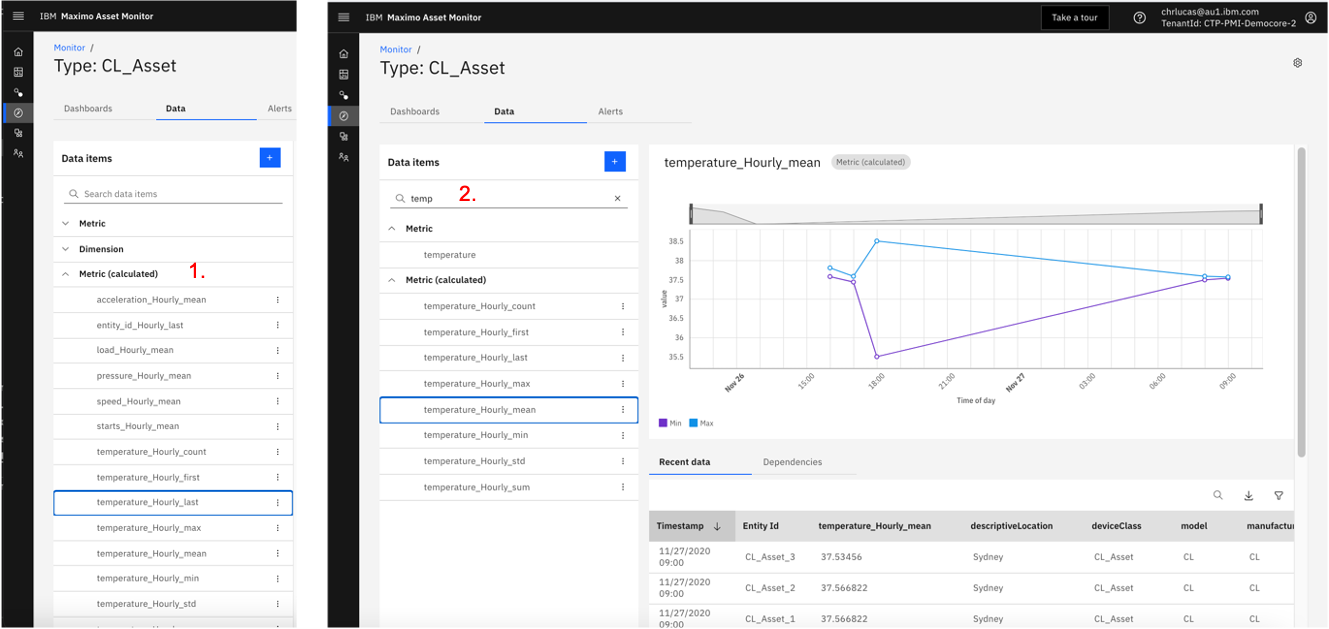 IBM Maximo Asset Monitor
Monitor /
Type: CL_Asset
Dashboards Data Alerts
Data items +
Search data items
Metric
Dimension
Metric (calculated) 1.
acceleration_Hourly_mean
entity_id_Hourly_last
load_Hourly_mean
pressure_Hourly_mean
speed_Hourly_mean
starts_Hourly_mean
temperature_Hourly_count
temperature_Hourly_first
temperature_Hourly_last
temperature_Hourly_max
temperature_Hourly_mean
temperature_Hourly_min
temperature_Hourly_std
IBM Maximo Asset Monitor
Take a tour
chrlucas@au1.ibm.com
TenantId: CTP-PMI-Democore-2
Monitor /
Type: CL_Asset
Dashboards Data Alerts
Data items +
temp 2.
Metric
temperature
Metric (calculated)
temperature_Hourly_count
temperature_Hourly_first
temperature_Hourly_last
temperature_Hourly_max
temperature_Hourly_mean
temperature_Hourly_min
temperature_Hourly_std
temperature_Hourly_sum
temperature_Hourly_mean Metric (calculated)
38.5
38
37.5
37
36.5
36
35.5
value
Nov 26 15:00 18:00 21:00 Nov 27 03:00 06:00 09:00
Time of day
Min Max
Recent data Dependencies
Timestamp Entity Id temperature_Hourly_mean descriptiveLocation deviceClass model manufactur
11/27/2020 09:00 CL_Asset_3 37.53456 Sydney CL_Asset CL CL
11/27/2020 09:00 CL_Asset_2 37.566822 Sydney CL_Asset CL CL
11/27/2020 09:00 CL_Asset_1 37.566822 Sydney CL_Asset CL CL